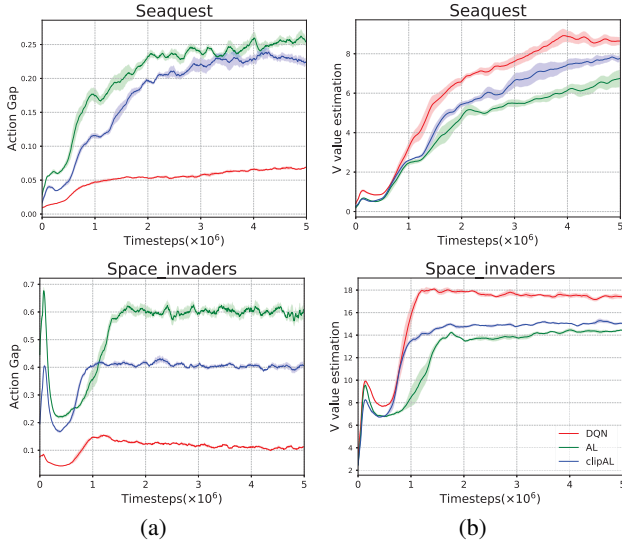 Seaquest
Action Gap
0.25
0.20
0.15
0.10
0.05
0.00
0 1 2 3 4 5
Timesteps(×10⁶)
Seaquest
V value estimation
8
6
4
2
0
0 1 2 3 4 5
Timesteps(×10⁶)
Space_invaders
Action Gap
0.7
0.6
0.5
0.4
0.3
0.2
0.1
0 1 2 3 4 5
Timesteps(×10⁶)
Space_invaders
V value estimation
18
16
14
12
10
8
6
4
2
0 1 2 3 4 5
Timesteps(×10⁶)
DQN
AL
clipAL
(a)
(b)